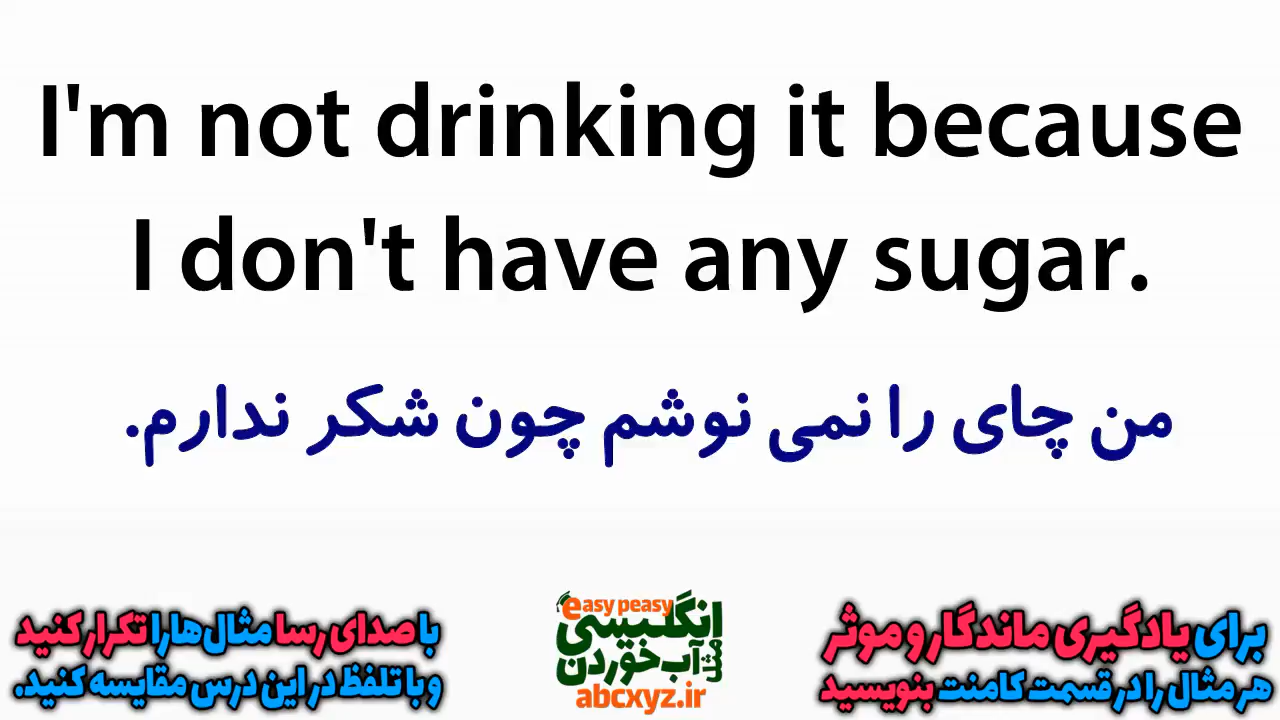 I'm not drinking it because
I don't have any sugar.
من چای را نمی نوشم چون شکر ندارم.
برای یادگیری ماندگار و موثر
هر مثال را در قسمت کامنت بنویسید
easy peasy
انگلیسی
مثل آب خوردن
abcxyz.ir
با صدای رسا مثال‌ها را تکرار کنید
و با تلفظ در این درس مقایسه کنید.